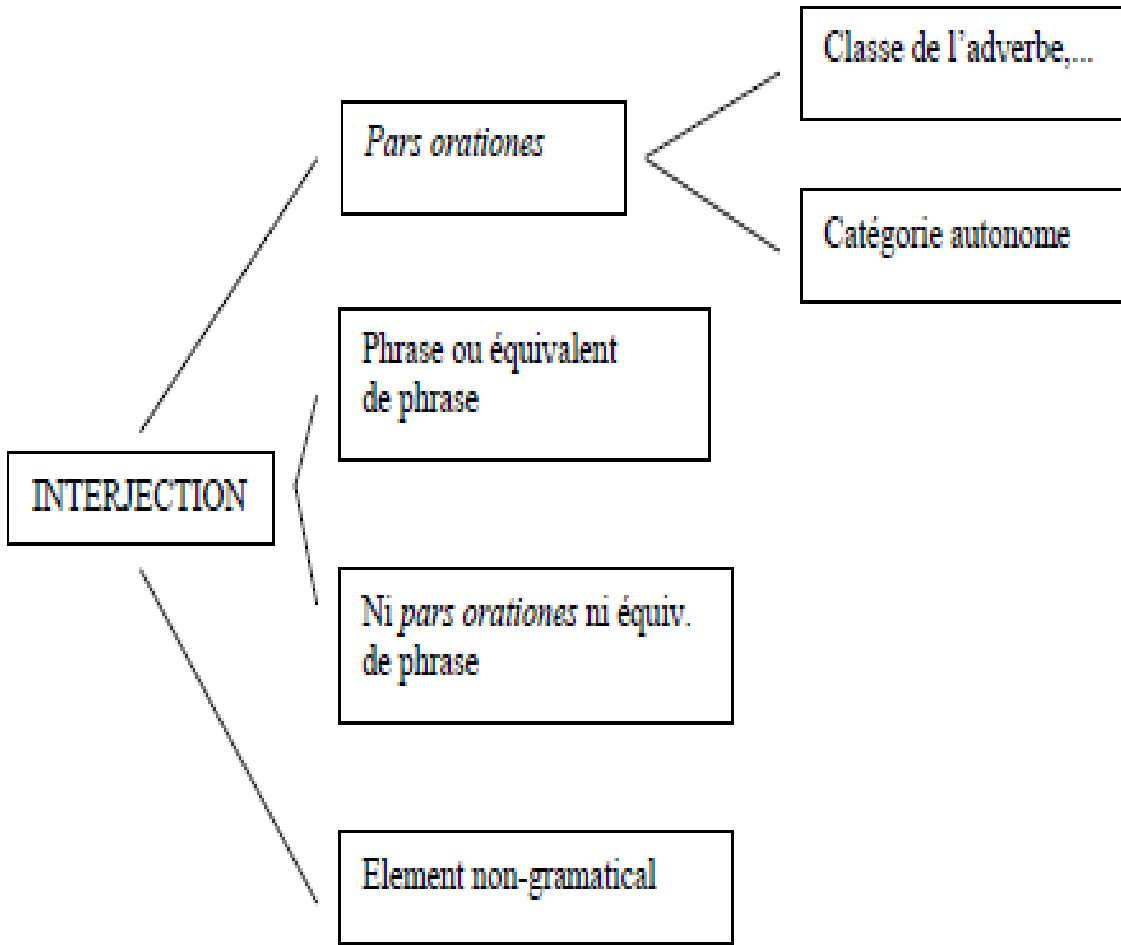 Classe de l'adverbe,...
Pars orationes
Catégorie autonome
Phrase ou équivalent
de phrase
INTERJECTION
Ni pars orationes ni équiv.
de phrase
Element non-gramatical